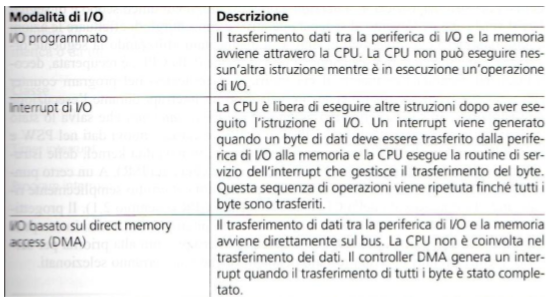 Modalità di I/O
Descrizione
I/O programmato
Il trasferimento dati tra la periferica di I/O e la memoria
avviene attravero la CPU. La CPU non può eseguire nes-
sun'altra istruzione mentre è in esecuzione un'operazione
di I/O.
Interrupt di I/O
La CPU è libera di eseguire altre istruzioni dopo aver ese-
guito l'istruzione di I/O. Un interrupt viene generato
quando un byte di dati deve essere trasferito dalla perife-
rica di I/O alla memoria e la CPU esegue la routine di ser-
vizio dell'interrupt che gestisce il trasferimento del byte.
Questa sequenza di operazioni viene ripetuta finché tutti i
byte sono trasferiti.
I/O basato sul direct memory
access (DMA)
Il trasferimento di dati tra la periferica di I/O e la memoria
avviene direttamente sul bus. La CPU non è coinvolta nel
trasferimento dei dati. Il controller DMA genera un inter-
rupt quando il trasferimento di tutti i byte è stato comple-
tato.